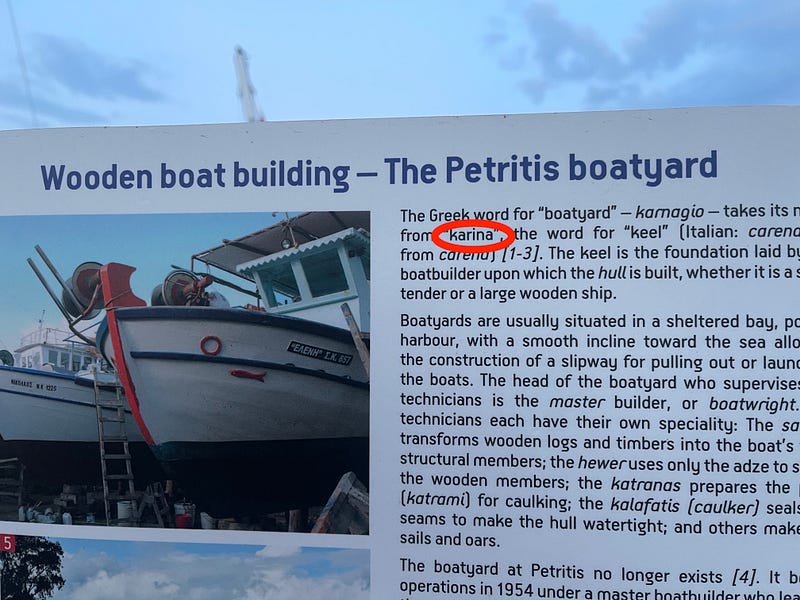 Wooden boat building – The Petritis boatyard
The Greek word for "boatyard" – karnagio – takes its
from "karina", the word for "keel" (Italian: carena
from carena) [1-3]. The keel is the foundation laid by
boatbuilder upon which the hull is built, whether it is a
tender or a large wooden ship.
Boatyards are usually situated in a sheltered bay,
harbour, with a smooth incline toward the sea
the construction of a slipway for pulling out or
the boats. The head of the boatyard who supervises
technicians is the master builder, or boatwright.
technicians each have their own speciality: The
transforms wooden logs and timbers into the boat's
structural members; the hewer uses only the adze to
the wooden members; the katranas prepares the
(katrami) for caulking; the kalafatis (caulker) seals
seams to make the hull watertight; and others make
sails and oars.
The boatyard at Petritis no longer exists [4]. It
operations in 1954 under a master boatbuilder who
"ΕΛΕΝΗ" Σ.Κ. 657
ΝΙΚΟΛΑΟΣ Ν.Κ 1225
5